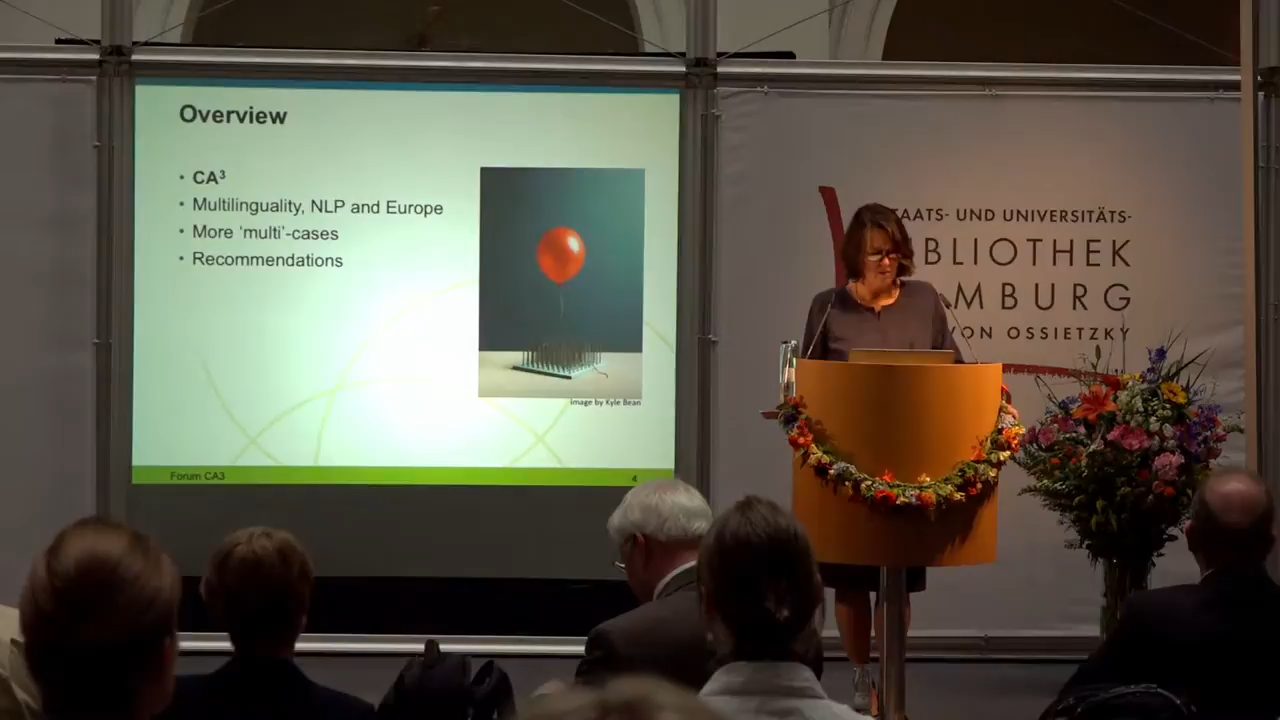 Overview
• CA³
• Multilinguality, NLP and Europe
• More ‘multi’-cases
• Recommendations
Image by Kyle Bean
Forum CA3
4
TAATS- UND UNIVERSITÄTS-
BLIOTHEK
MBURG
VON OSSIETZKY